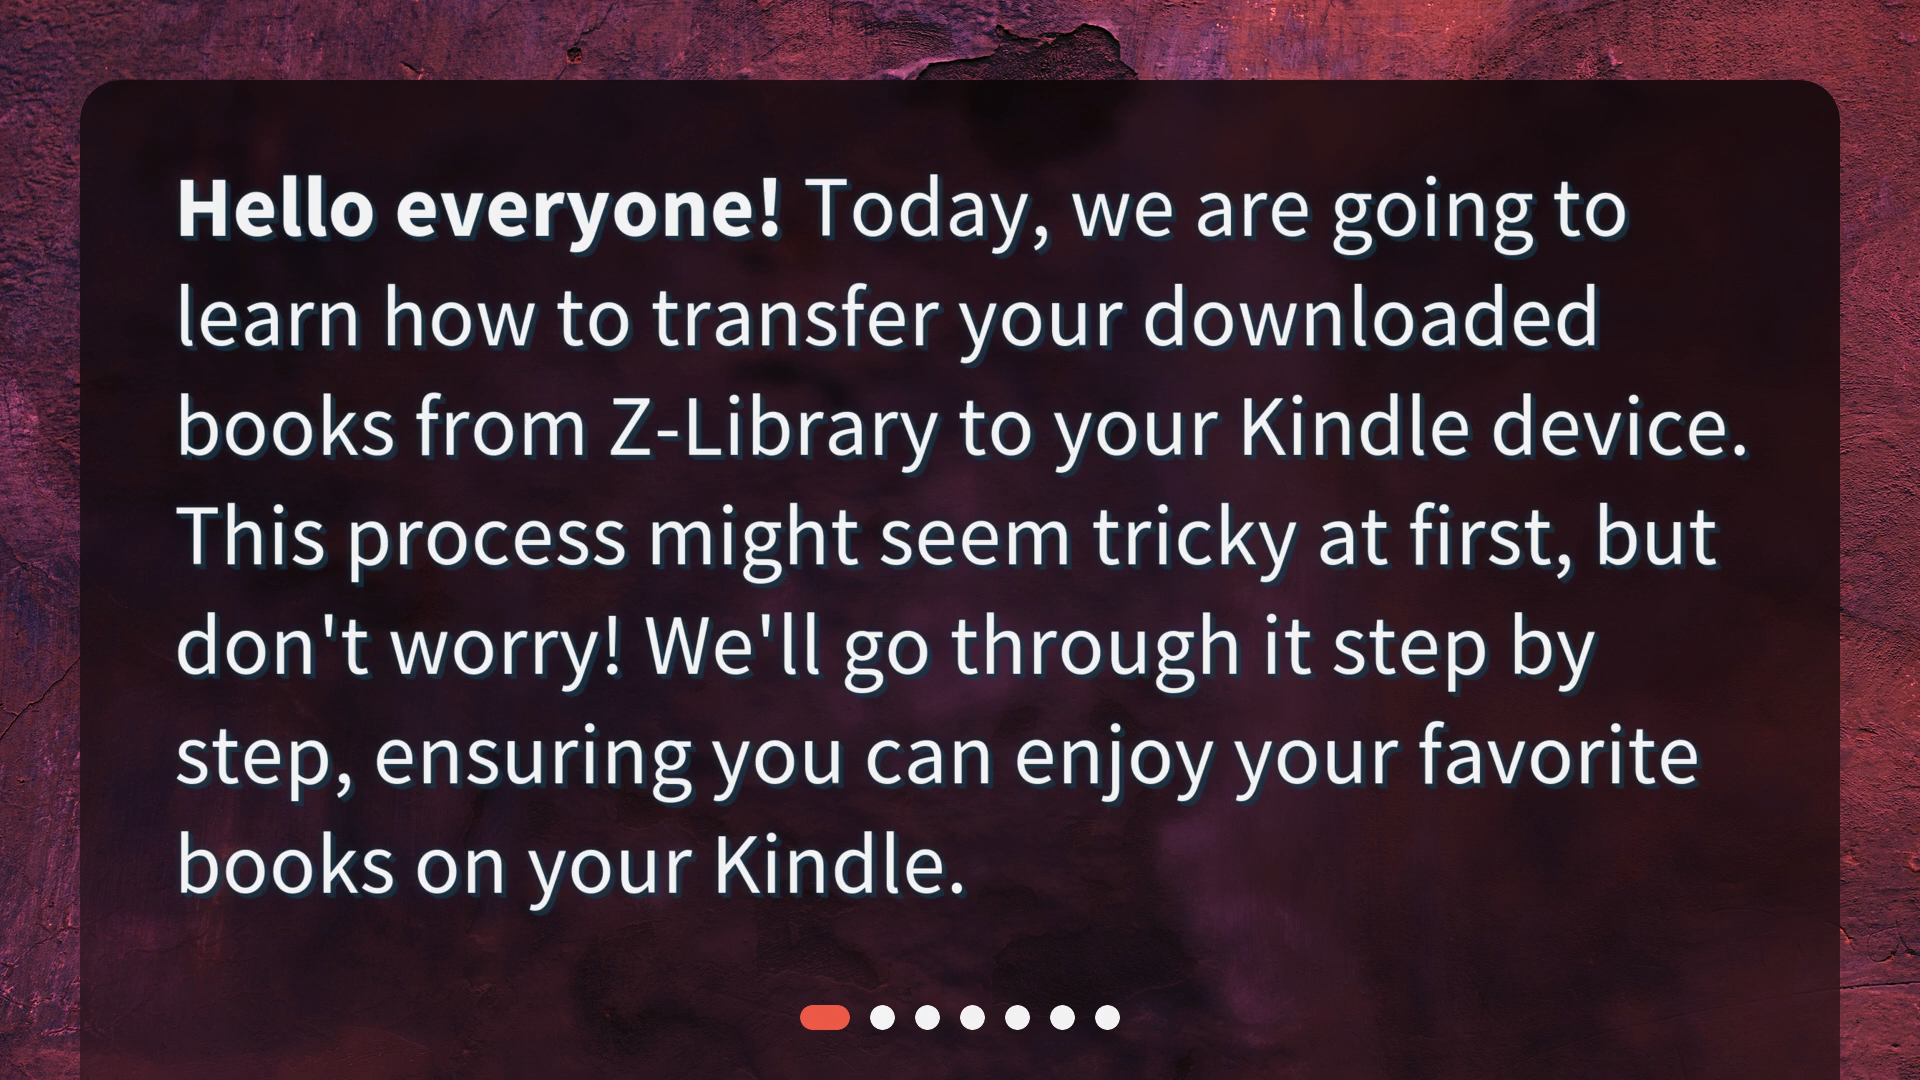 Hello everyone! Today, we are going to
learn how to transfer your downloaded
books from Z-Library to your Kindle device.
This process might seem tricky at first, but
don't worry! We'll go through it step by
step, ensuring you can enjoy your favorite
books on your Kindle.